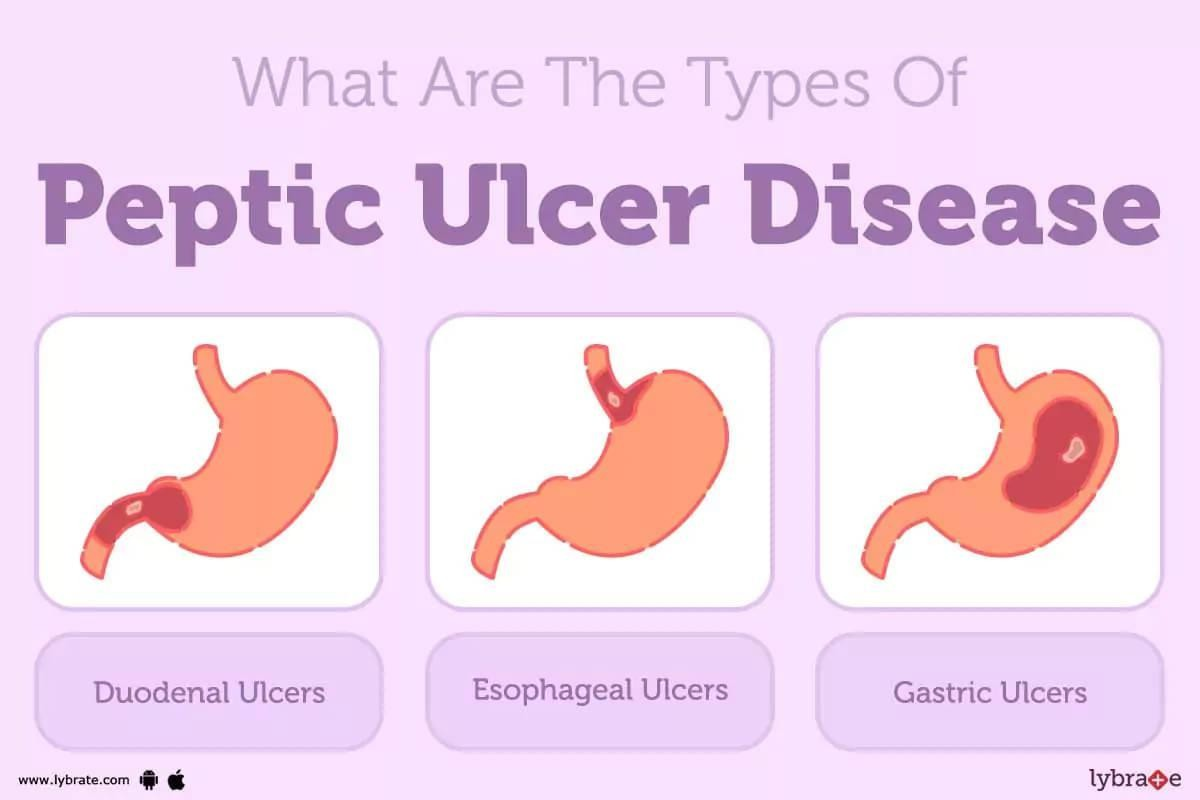 What Are The Types Of
Peptic Ulcer Disease
Duodenal Ulcers
Esophageal Ulcers
Gastric Ulcers
www.lybrate.com
lybrate